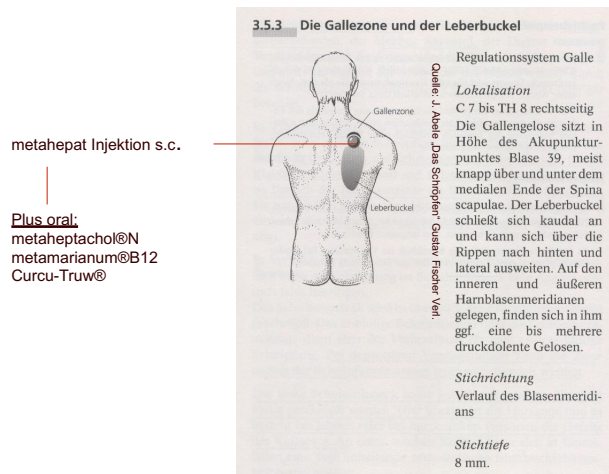 3.5.3 Die Gallezone und der Leberbuckel
metahepat Injektion s.c.
Plus oral:
metaheptachol®N
metamarianum®B12
Curcu-Truw®
Gallenzone
Leberbuckel
Quelle: J. Abele „Das Schröpfen“ Gustav Fischer Verl.
Regulationssystem Galle
Lokalisation
C 7 bis TH 8 rechtsseitig
Die Gallengelose sitzt in
Höhe des Akupunktur-
punktes Blase 39, meist
knapp über und unter dem
medialen Ende der Spina
scapulae. Der Leberbuckel
schließt sich kaudal an
und kann sich über die
Rippen nach hinten und
lateral ausweiten. Auf den
inneren und äußeren
Harnblasenmeridianen
gelegen, finden sich in ihm
ggf. eine bis mehrere
druckdolente Gelosen.
Stichrichtung
Verlauf des Blasenmeridi-
ans
Stichtiefe
8 mm.